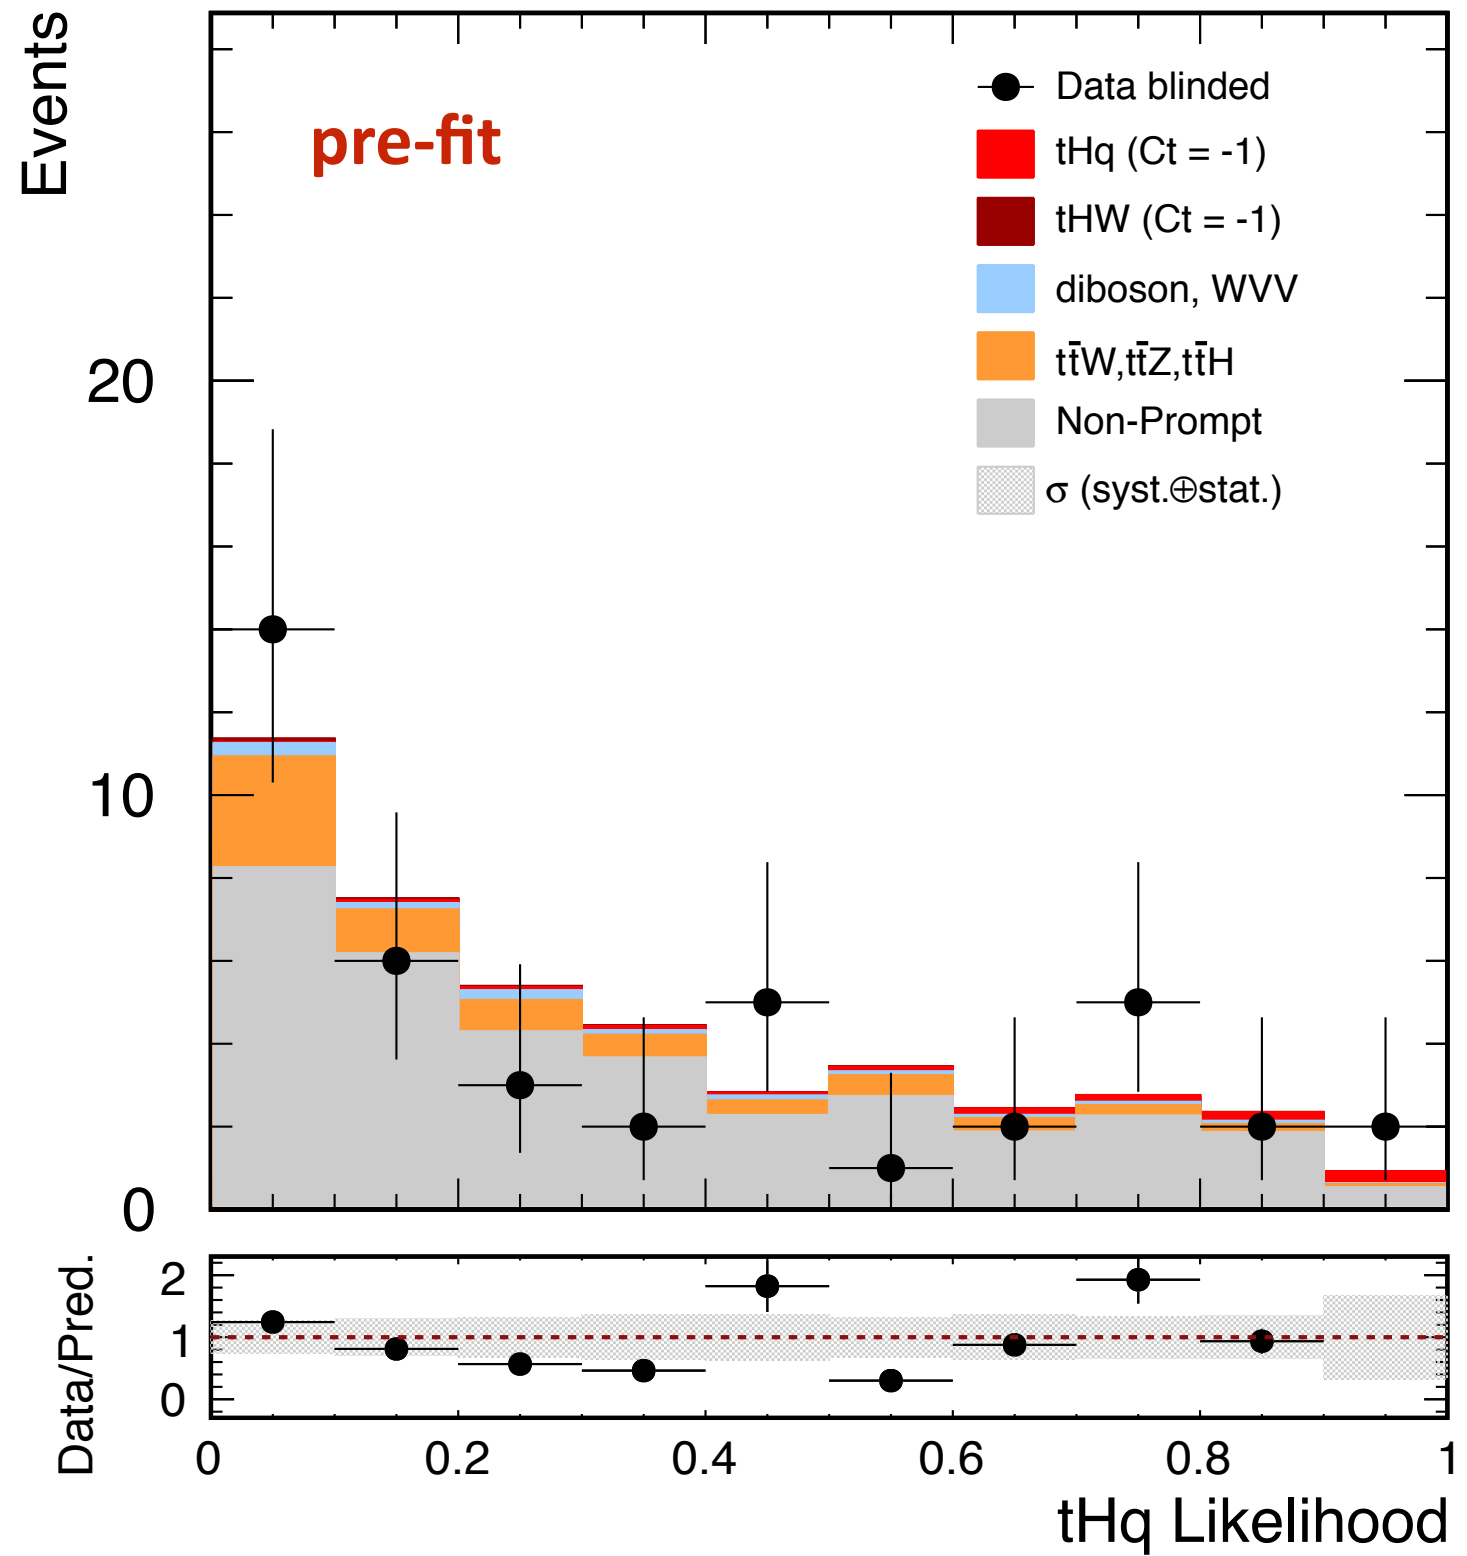 Events
pre-fit
Data blinded
tHq (Ct = -1)
tHW (Ct = -1)
diboson, WVV
tt̄W,tt̄Z,tt̄H
Non-Prompt
σ (syst.⊕stat.)
20
10
0
Data/Pred.
2
1
0
0 0.2 0.4 0.6 0.8 1
tHq Likelihood